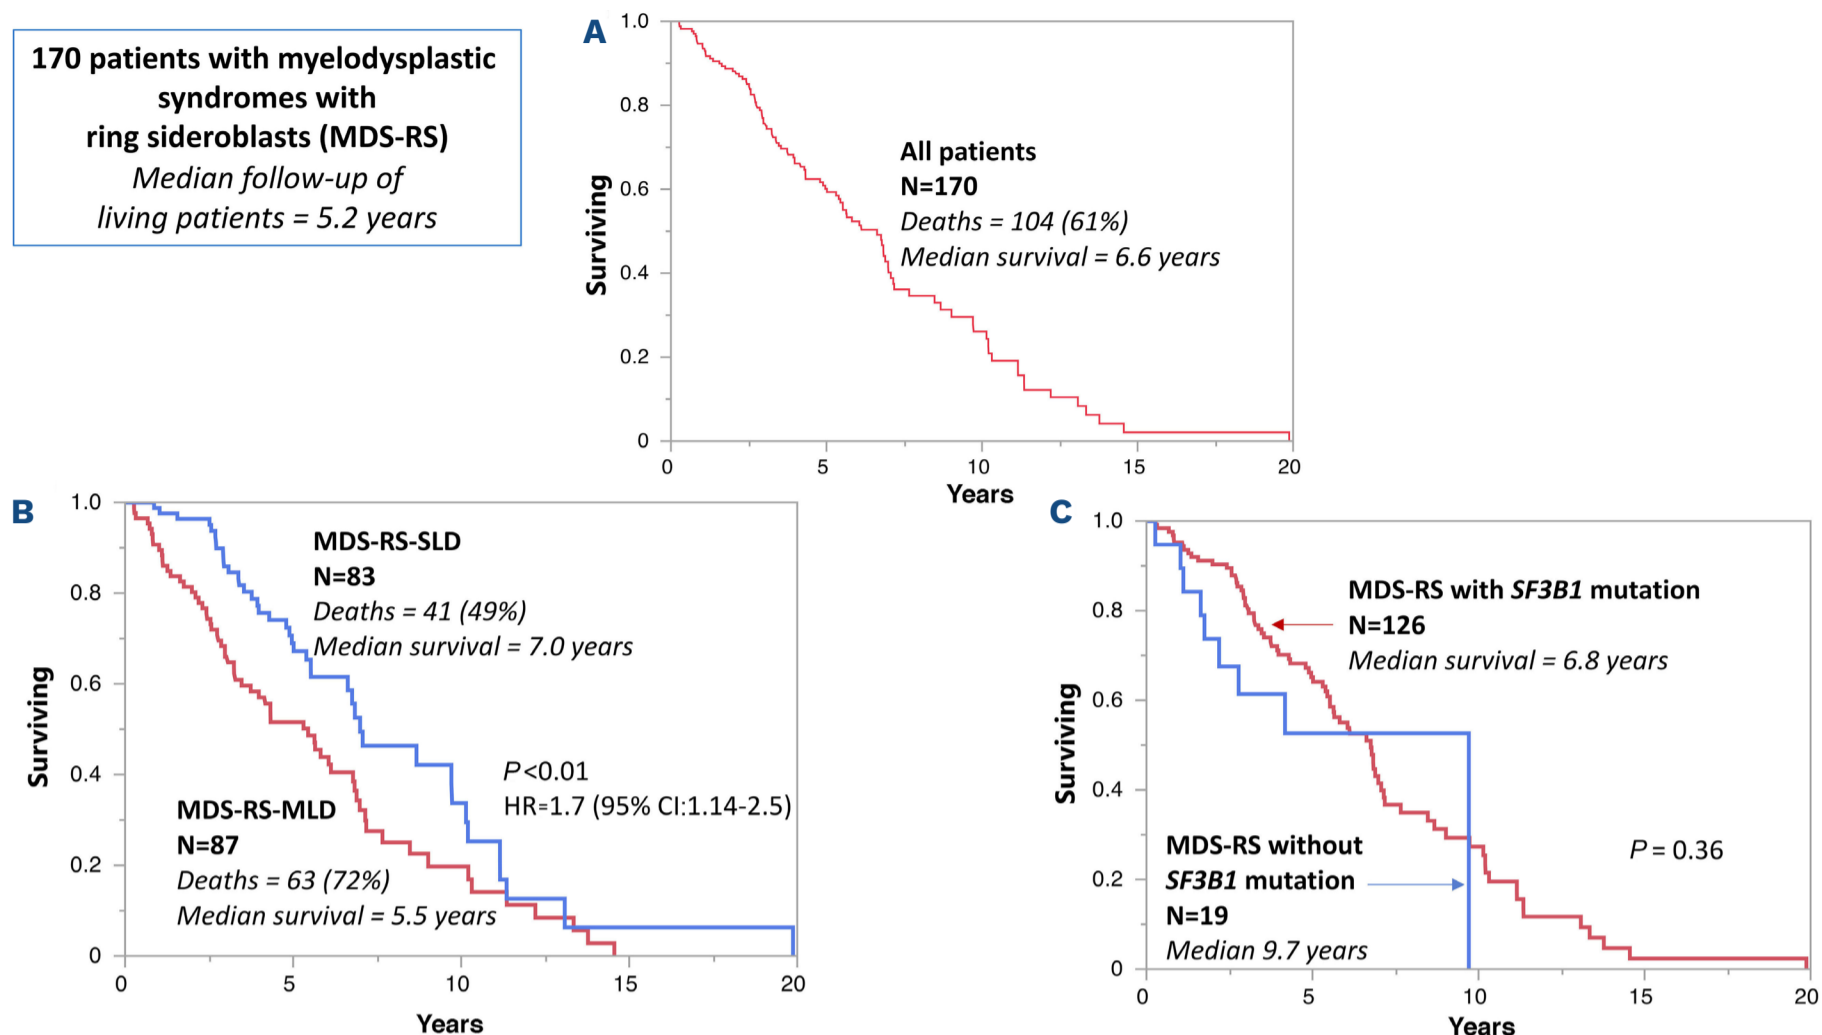 170 patients with myelodysplastic
syndromes with
ring sideroblasts (MDS-RS)
Median follow-up of
living patients = 5.2 years
A
1.0
0.8
0.6
0.4
0.2
0
Surviving
All patients
N=170
Deaths = 104 (61%)
Median survival = 6.6 years
0 5 10 15 20
Years
B
1.0
0.8
0.6
0.4
0.2
0
Surviving
MDS-RS-SLD
N=83
Deaths = 41 (49%)
Median survival = 7.0 years
P<0.01
HR=1.7 (95% CI:1.14-2.5)
MDS-RS-MLD
N=87
Deaths = 63 (72%)
Median survival = 5.5 years
0 5 10 15 20
Years
C
1.0
0.8
0.6
0.4
0.2
0
Surviving
MDS-RS with SF3B1 mutation
N=126
Median survival = 6.8 years
P = 0.36
MDS-RS without
SF3B1 mutation
N=19
Median 9.7 years
0 5 10 15 20
Years